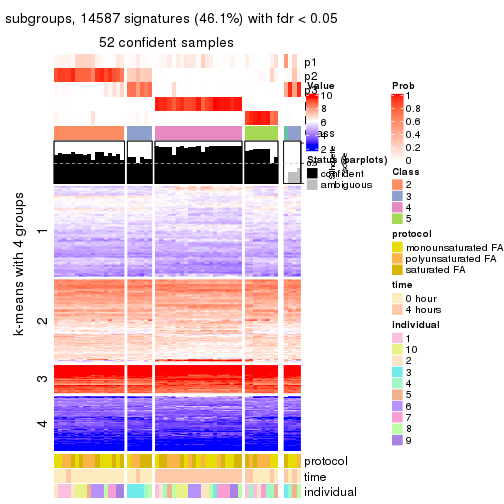 subgroups, 14587 signatures (46.1%) with fdr < 0.05
52 confident samples
p1
p2
p3
Value
10
8
6
4
2
Status (barplots)
confident
ambiguous
Prob
1
0.8
0.6
0.4
0.2
0
Class
2
3
4
5
protocol
monounsaturated FA
polyunsaturated FA
saturated FA
time
0 hour
4 hours
individual
1
10
2
3
4
5
6
7
8
9
k-means with 4 groups
1
2
3
4
protocol
time
individual